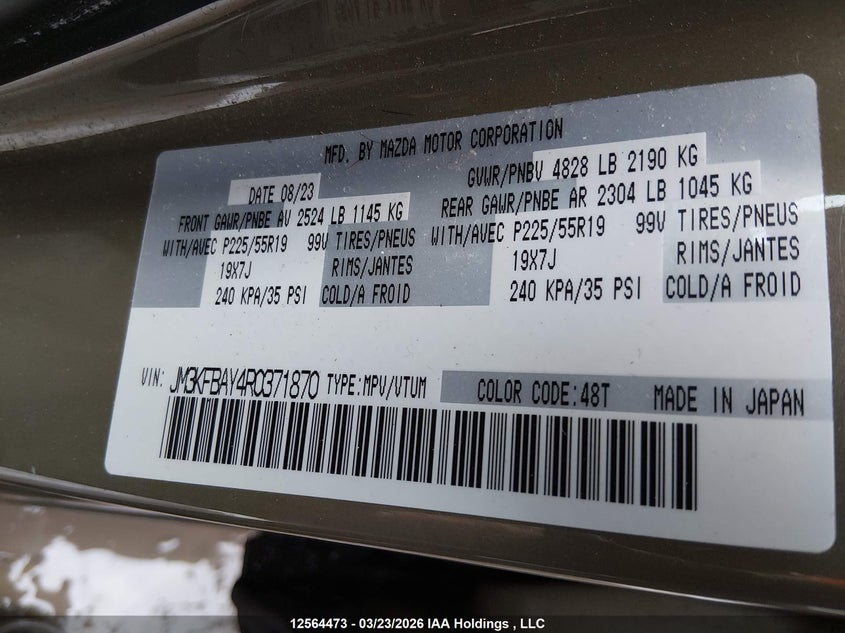 MFD. BY MAZDA MOTOR CORPORATION
DATE 08/23
GVWR/PNBV 4828 LB 2190 KG
FRONT GAWR/PNBE AV 2524 LB 1145 KG
REAR GAWR/PNBE AR 2304 LB 1045 KG
WITH/AVEC P225/55R19 99V TIRES/PNEUS
WITH/AVEC P225/55R19 99V TIRES/PNEUS
19X7J RIMS/JANTES
19X7J RIMS/JANTES
240 KPA/35 PSI COLD/A FROID
240 KPA/35 PSI COLD/A FROID
VIN: JM3KFBAY4R0371870 TYPE:MPV/VTUM COLOR CODE:48T MADE IN JAPAN
12564473 - 03/23/2026 IAA Holdings , LLC